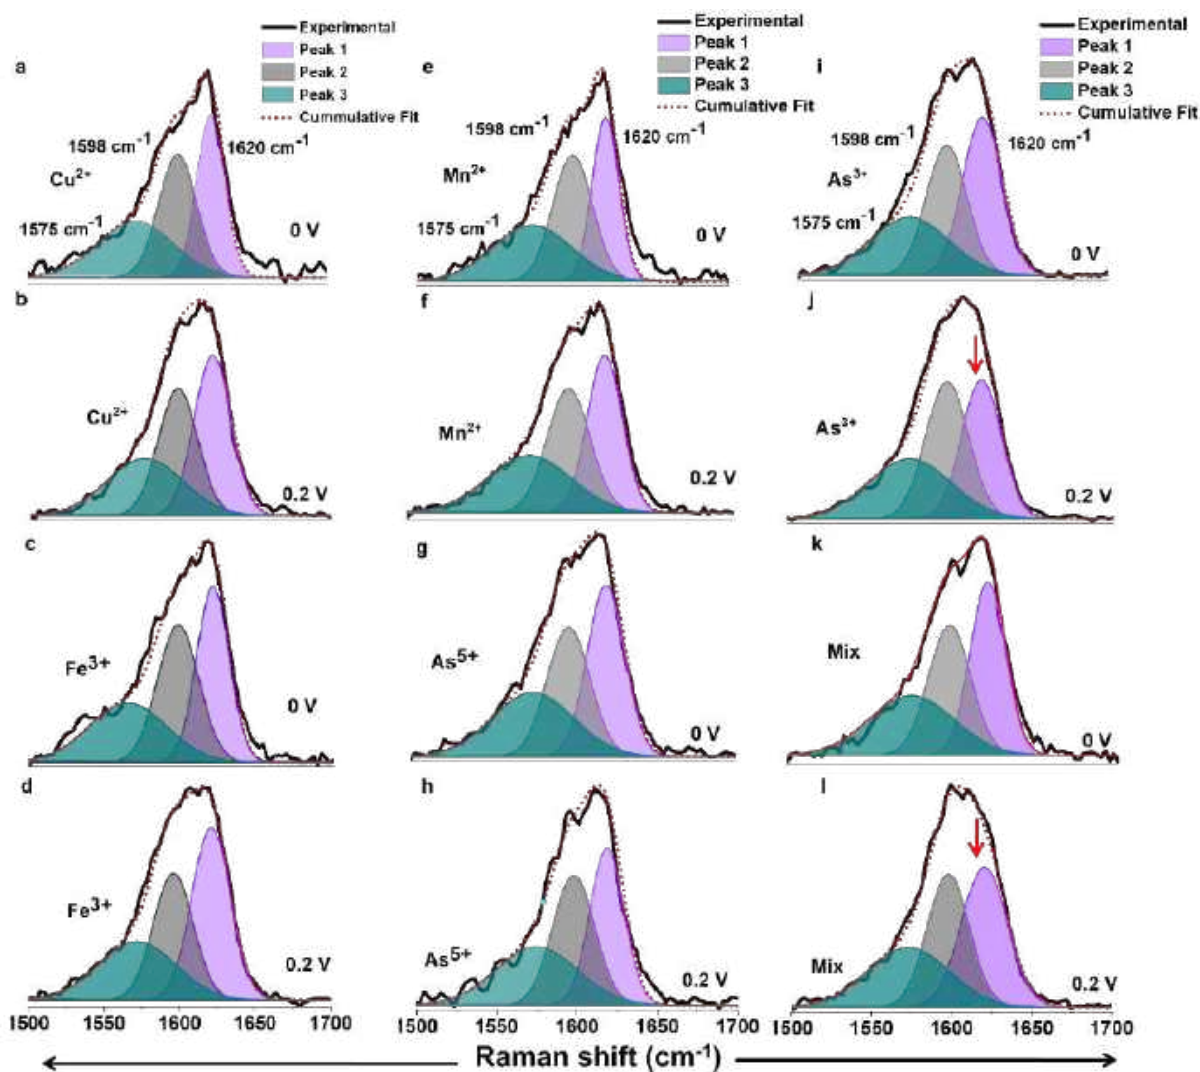 Experimental
Peak 1
Peak 2
Peak 3
Cummulative Fit
a
1598 cm⁻¹
1620 cm⁻¹
Cu²⁺
1575 cm⁻¹
0 V
Experimental
Peak 1
Peak 2
Peak 3
Cumulative Fit
e
1598 cm⁻¹
1620 cm⁻¹
Mn²⁺
1575 cm⁻¹
0 V
Experimental
Peak 1
Peak 2
Peak 3
Cumulative Fit
i
1598 cm⁻¹
1620 cm⁻¹
As³⁺
1575 cm⁻¹
0 V
b
Cu²⁺
0.2 V
f
Mn²⁺
0.2 V
j
As³⁺
0.2 V
c
Fe³⁺
0 V
g
As⁵⁺
0 V
k
Mix
0 V
d
Fe³⁺
0.2 V
h
As⁵⁺
0.2 V
l
Mix
0.2 V
1500 1550 1600 1650 1700
1500 1550 1600 1650 1700
1500 1550 1600 1650 1700
Raman shift (cm⁻¹)